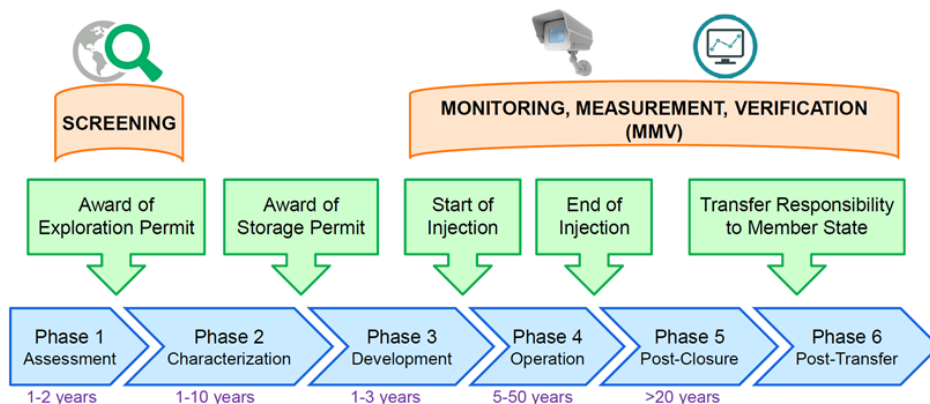 SCREENING
MONITORING, MEASUREMENT, VERIFICATION
(MMV)
Award of
Exploration Permit
Award of
Storage Permit
Start of
Injection
End of
Injection
Transfer Responsibility
to Member State
Phase 1
Assessment
Phase 2
Characterization
Phase 3
Development
Phase 4
Operation
Phase 5
Post-Closure
Phase 6
Post-Transfer
1-2 years
1-10 years
1-3 years
5-50 years
>20 years